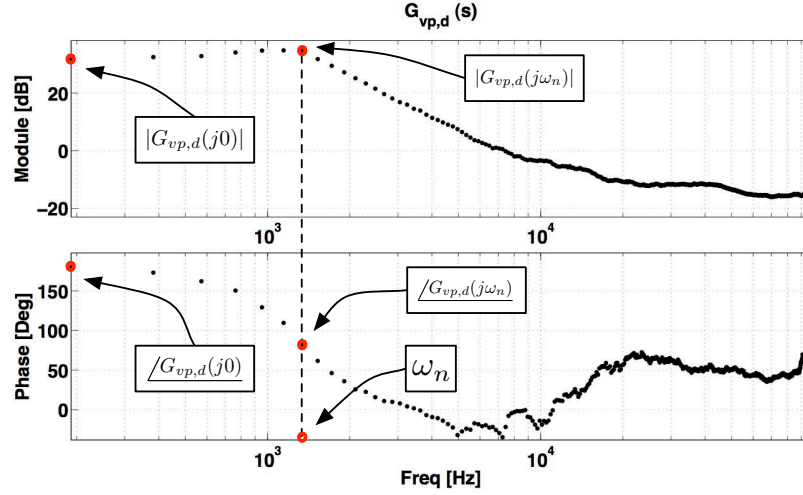 G_{vp,d} (s)
Module [dB]
20
0
−20
|G_{vp,d}(j0)|
|G_{vp,d}(jω_n)|
10^3
10^4
Phase [Deg]
150
100
50
0
/G_{vp,d}(j0)
/G_{vp,d}(jω_n)
ω_n
10^3
10^4
Freq [Hz]